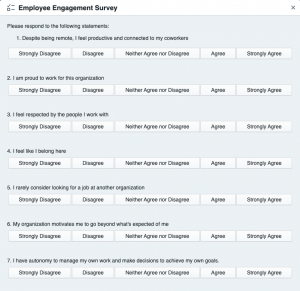 Employee Engagement Survey
Please respond to the following statements:
1. Despite being remote, I feel productive and connected to my coworkers
Strongly Disagree Disagree Neither Agree nor Disagree Agree Strongly Agree
2. I am proud to work for this organization
Strongly Disagree Disagree Neither Agree nor Disagree Agree Strongly Agree
3. I feel respected by the people I work with
Strongly Disagree Disagree Neither Agree nor Disagree Agree Strongly Agree
4. I feel like I belong here
Strongly Disagree Disagree Neither Agree nor Disagree Agree Strongly Agree
5. I rarely consider looking for a job at another organization
Strongly Disagree Disagree Neither Agree nor Disagree Agree Strongly Agree
6. My organization motivates me to go beyond what's expected of me
Strongly Disagree Disagree Neither Agree nor Disagree Agree Strongly Agree
7. I have autonomy to manage my own work and make decisions to achieve my own goals.
Strongly Disagree Disagree Neither Agree nor Disagree Agree Strongly Agree